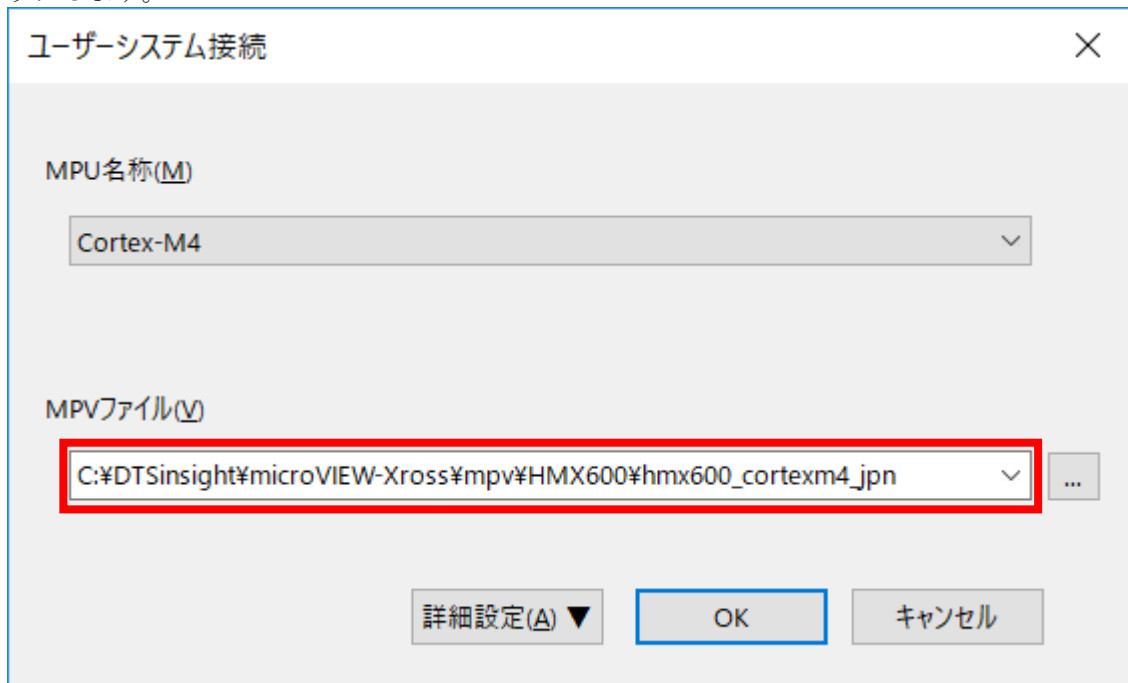 ユーザーシステム接続
MPU名称(M)
Cortex-M4
MPVファイル(V)
C:¥DTSinsight¥microVIEW-Xross¥mpv¥HMX600¥hmx600_cortexm4_jpn
...
詳細設定(A)▼ OK キャンセル